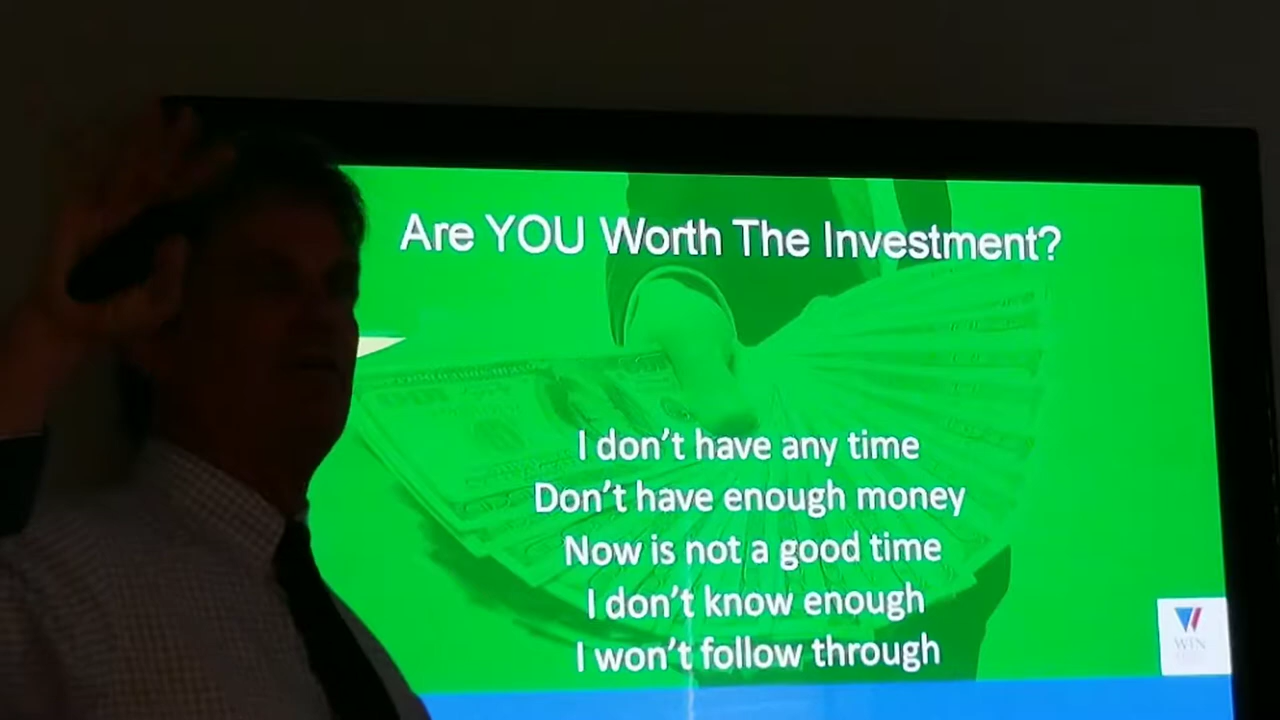 Are YOU Worth The Investment?
I don't have any time
Don't have enough money
Now is not a good time
I don't know enough
I won't follow through
WIN